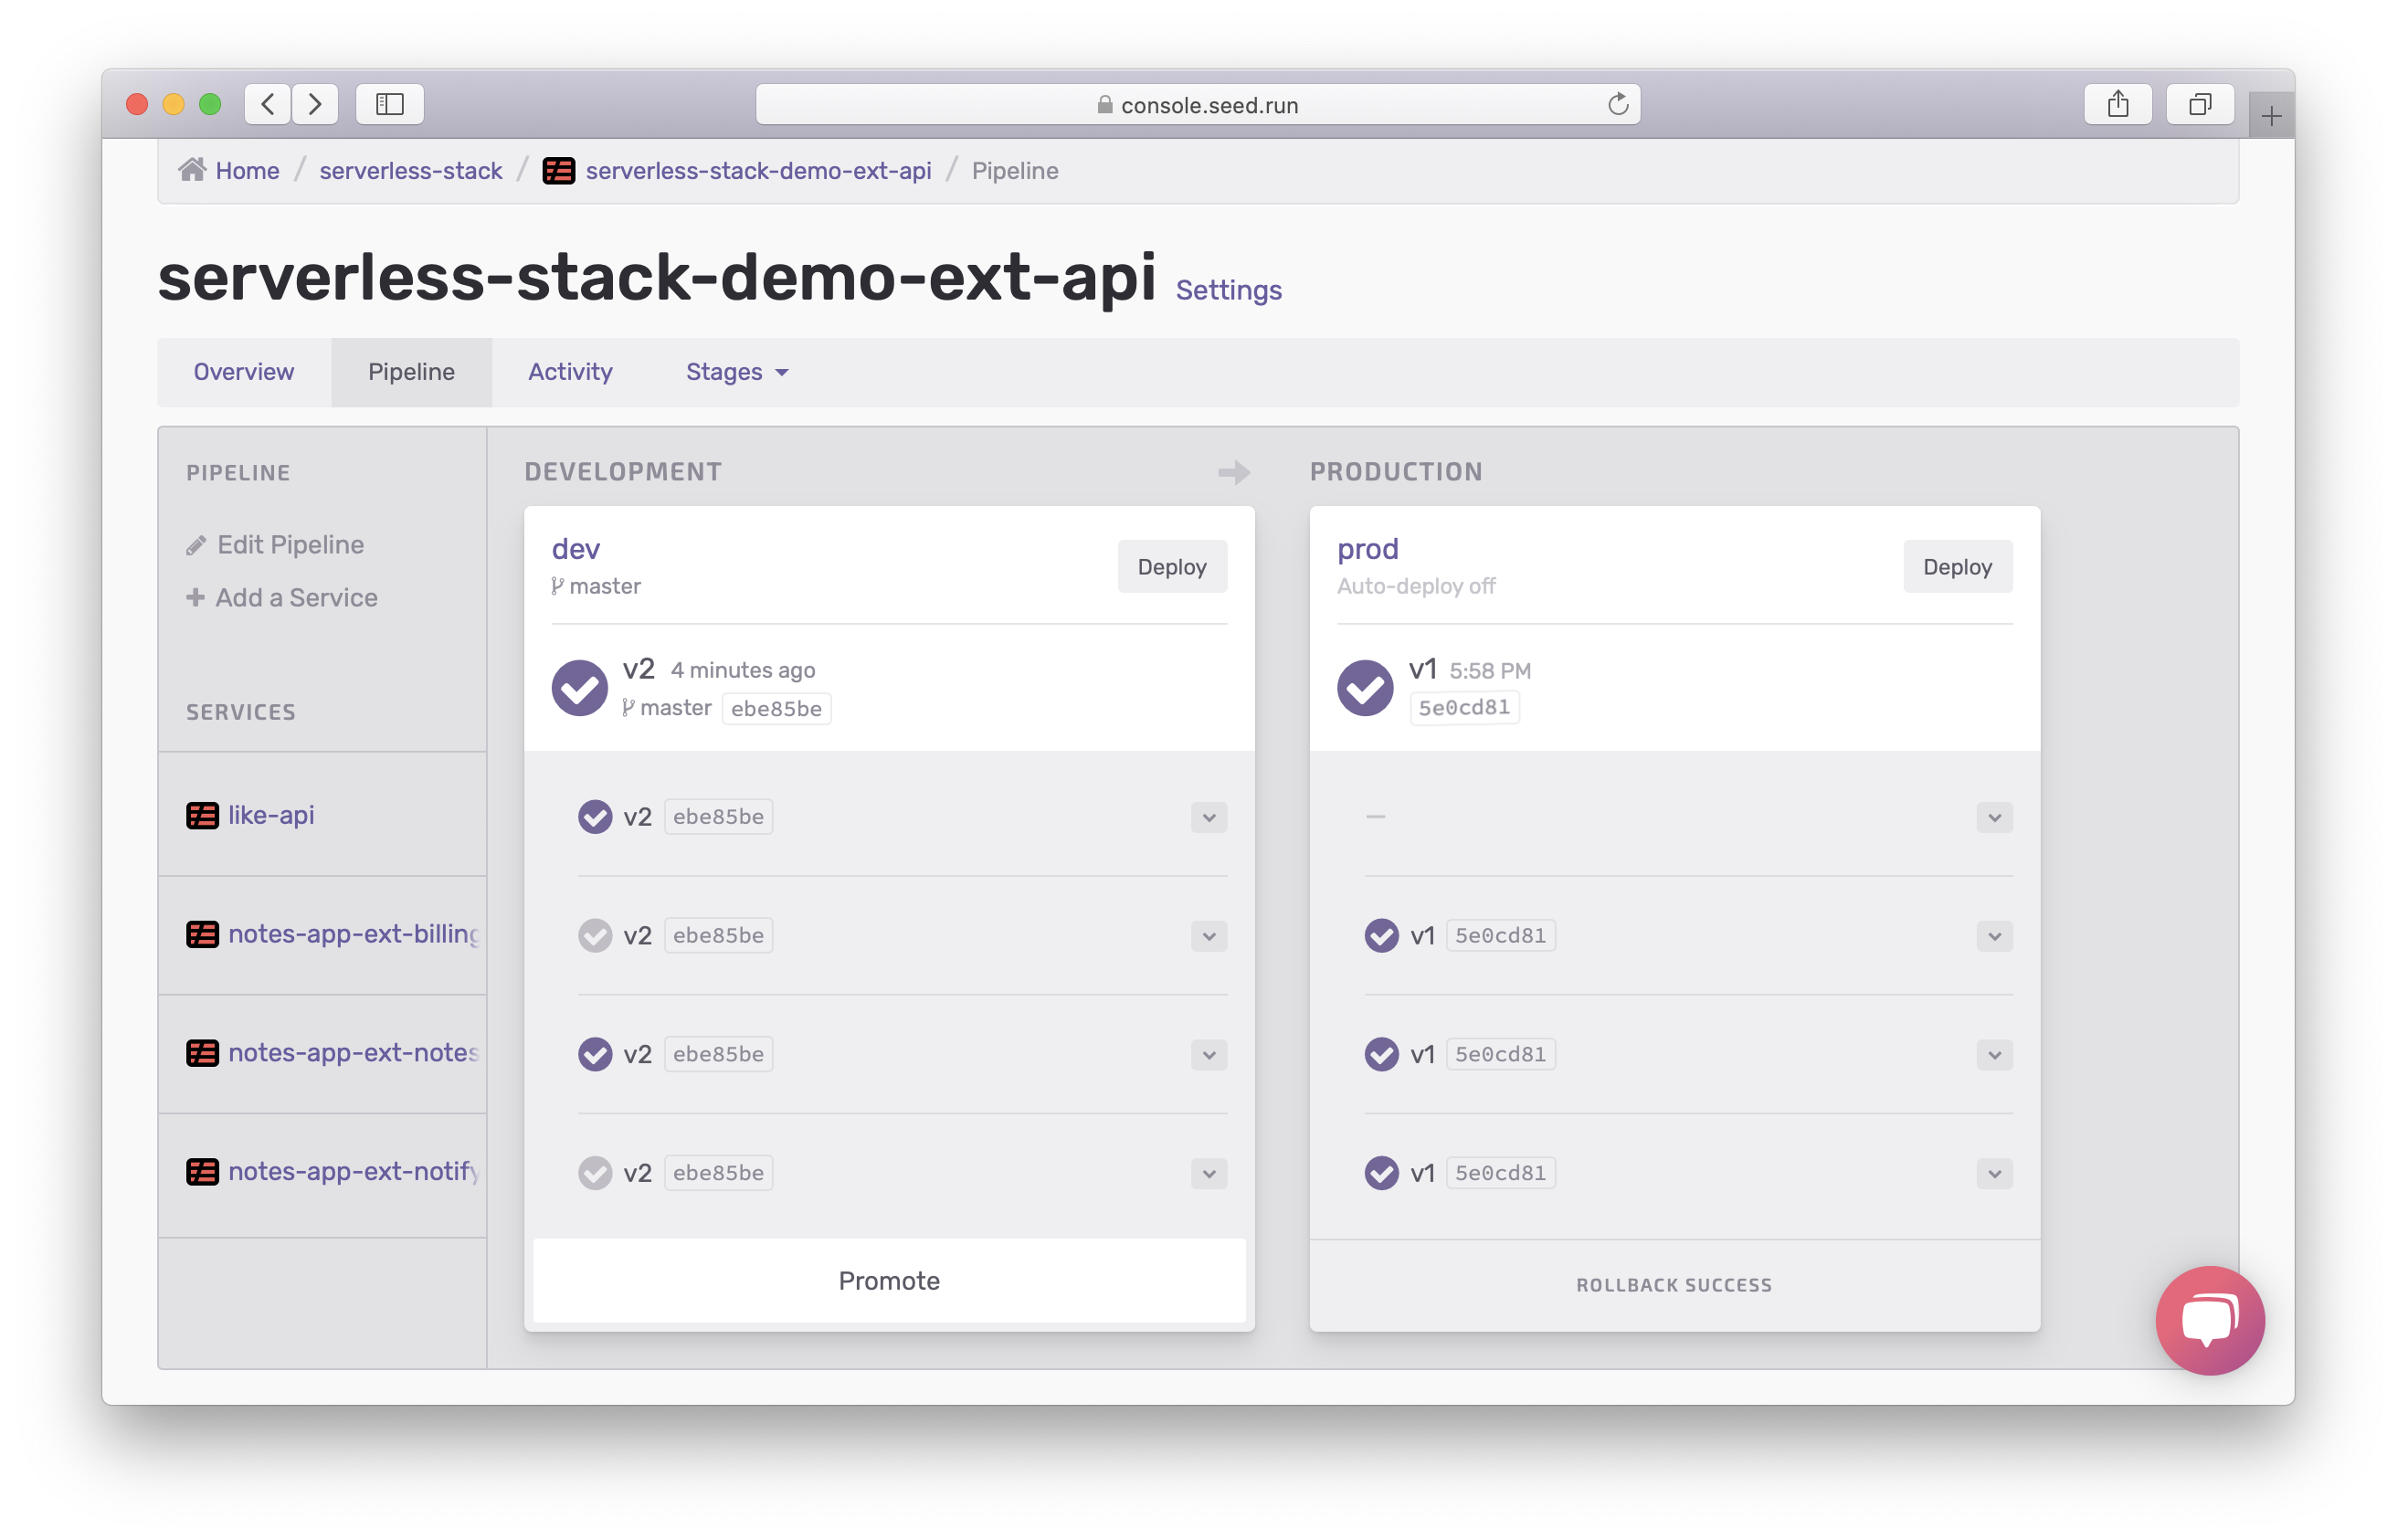 console.seed.run
Home / serverless-stack / serverless-stack-demo-ext-api / Pipeline
serverless-stack-demo-ext-api Settings
Overview Pipeline Activity Stages
PIPELINE
Edit Pipeline
Add a Service
SERVICES
like-api
notes-app-ext-billing
notes-app-ext-notes
notes-app-ext-notify
DEVELOPMENT
dev
master
Deploy
v2 4 minutes ago
master ebe85be
v2 ebe85be
v2 ebe85be
v2 ebe85be
v2 ebe85be
Promote
PRODUCTION
prod
Auto-deploy off
Deploy
v1 5:58 PM
5e0cd81
–
v1 5e0cd81
v1 5e0cd81
v1 5e0cd81
ROLLBACK SUCCESS